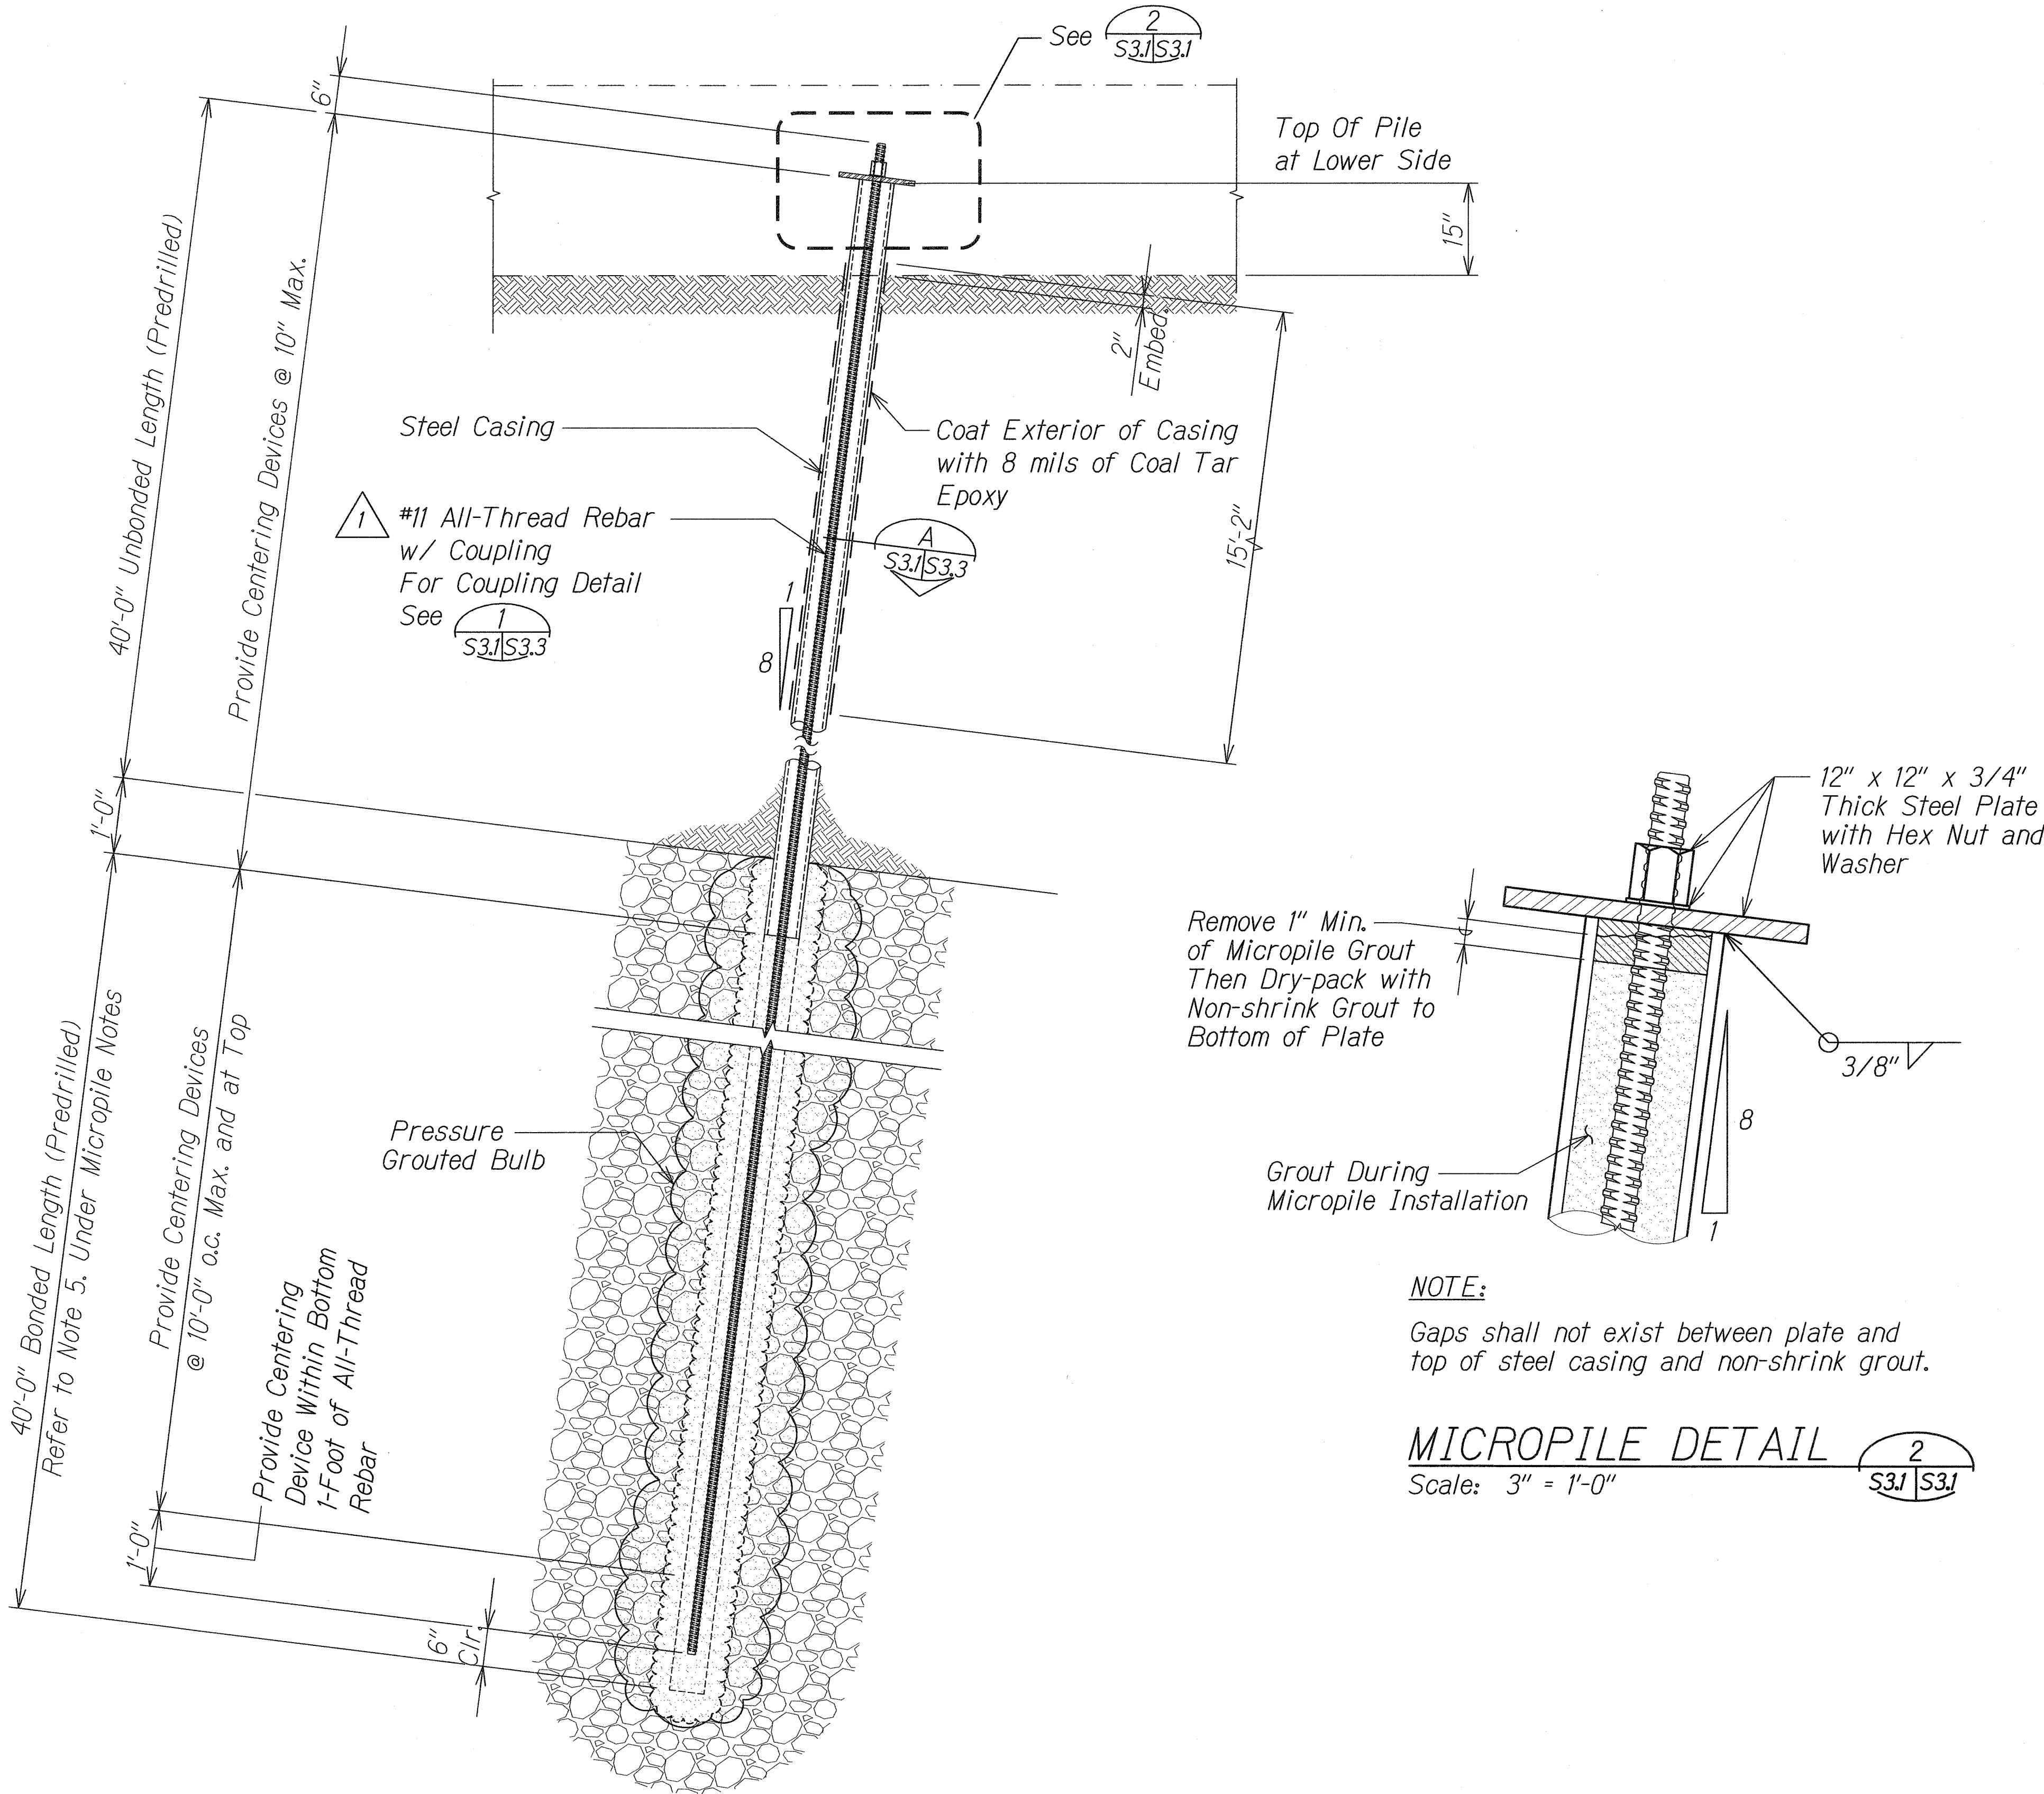 See 2
S3.1 S3.1
6"
Top Of Pile
at Lower Side
15"
40'-0" Unbonded Length (Predrilled)
Provide Centering Devices @ 10" Max.
2"
Embed.
Steel Casing
Coat Exterior of Casing
with 8 mils of Coal Tar
Epoxy
1 #11 All-Thread Rebar
w/ Coupling
For Coupling Detail
See 1
S3.1 S3.3
A
S3.1 S3.3
15'-2"
1
8
1'-0"
40'-0" Bonded Length (Predrilled)
Refer to Note 5. Under Micropile Notes
Provide Centering Devices
@ 10'-0" o.c. Max. and at Top
Pressure
Grouted Bulb
Provide Centering
Device Within Bottom
1-Foot of All-Thread
Rebar
1'-0"
6"
Clr.
12" x 12" x 3/4"
Thick Steel Plate
with Hex Nut and
Washer
Remove 1" Min.
of Micropile Grout
Then Dry-pack with
Non-shrink Grout to
Bottom of Plate
3/8"
8
1
Grout During
Micropile Installation
NOTE:
Gaps shall not exist between plate and
top of steel casing and non-shrink grout.
MICROPILE DETAIL 2
S3.1 S3.1
Scale: 3" = 1'-0"